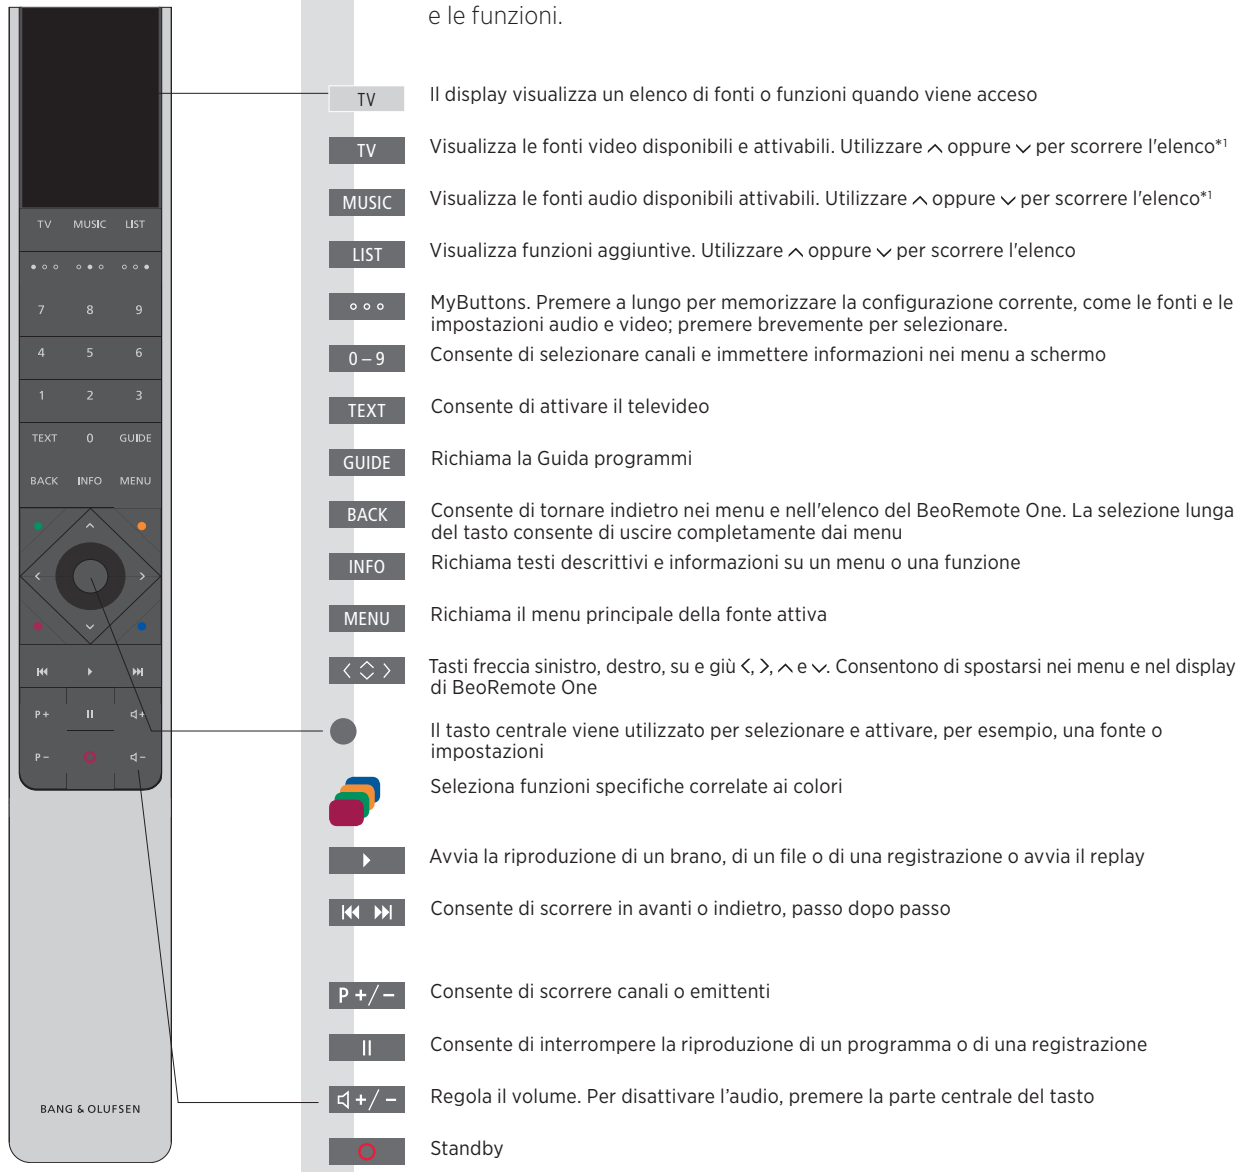 e le funzioni.
TV
Il display visualizza un elenco di fonti o funzioni quando viene acceso
TV
Visualizza le fonti video disponibili e attivabili. Utilizzare oppure per scorrere l'elenco*1
MUSIC
Visualizza le fonti audio disponibili attivabili. Utilizzare oppure per scorrere l'elenco*1
LIST
Visualizza funzioni aggiuntive. Utilizzare oppure per scorrere l'elenco
MyButtons. Premere a lungo per memorizzare la configurazione corrente, come le fonti e le
impostazioni audio e video; premere brevemente per selezionare.
0 – 9
Consente di selezionare canali e immettere informazioni nei menu a schermo
TEXT
Consente di attivare il televideo
GUIDE
Richiama la Guida programmi
BACK
Consente di tornare indietro nei menu e nell'elenco del BeoRemote One. La selezione lunga
del tasto consente di uscire completamente dai menu
INFO
Richiama testi descrittivi e informazioni su un menu o una funzione
MENU
Richiama il menu principale della fonte attiva
Tasti freccia sinistro, destro, su e giù <, >, e . Consentono di spostarsi nei menu e nel display
di BeoRemote One
Il tasto centrale viene utilizzato per selezionare e attivare, per esempio, una fonte o
impostazioni
Seleziona funzioni specifiche correlate ai colori
Avvia la riproduzione di un brano, di un file o di una registrazione o avvia il replay
Consente di scorrere in avanti o indietro, passo dopo passo
P +/–
Consente di scorrere canali o emittenti
Consente di interrompere la riproduzione di un programma o di una registrazione
+/–
Regola il volume. Per disattivare l’audio, premere la parte centrale del tasto
Standby
TV MUSIC LIST
7 8 9
4 5 6
1 2 3
TEXT 0 GUIDE
BACK INFO MENU
P+ +
P– –
BANG & OLUFSEN